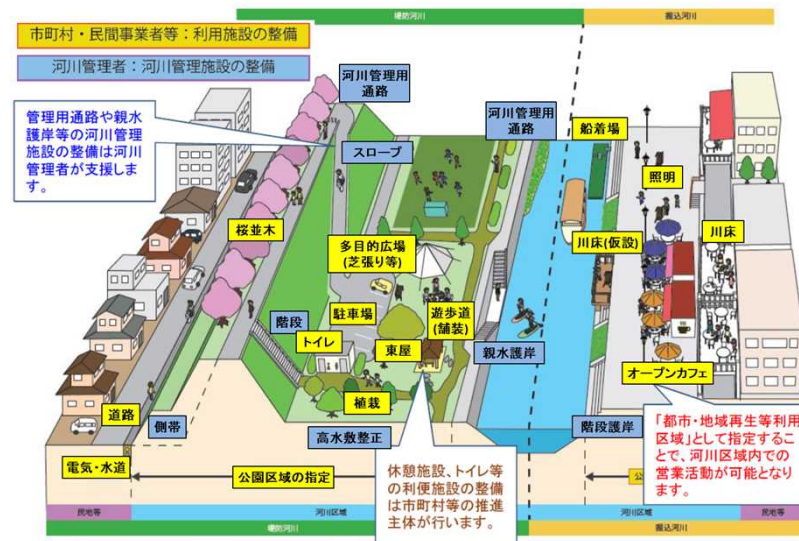 堤防河川
掘込河川
市町村・民間事業者等：利用施設の整備
河川管理者：河川管理施設の整備
管理用通路や親水
護岸等の河川管理
施設の整備は河川
管理者が支援しま
す。
河川管理用
通路
河川管理用
通路
船着場
スロープ
照明
桜並木
多目的広場
(芝張り等)
川床(仮設)
川床
階段
駐車場
遊歩道
(舗装)
トイレ
東屋
親水護岸
オープンカフェ
植栽
道路
側帯
高水敷整正
階段護岸
電気・水道
公園区域の指定
休憩施設、トイレ等
の利便施設の整備
は市町村等の推進
主体が行います。
「都市・地域再生等利用
区域」として指定するこ
とで、河川区域内での
営業活動が可能となり
ます。
民地等
河川区域
河川区域
民地等
堤防河川
掘込河川